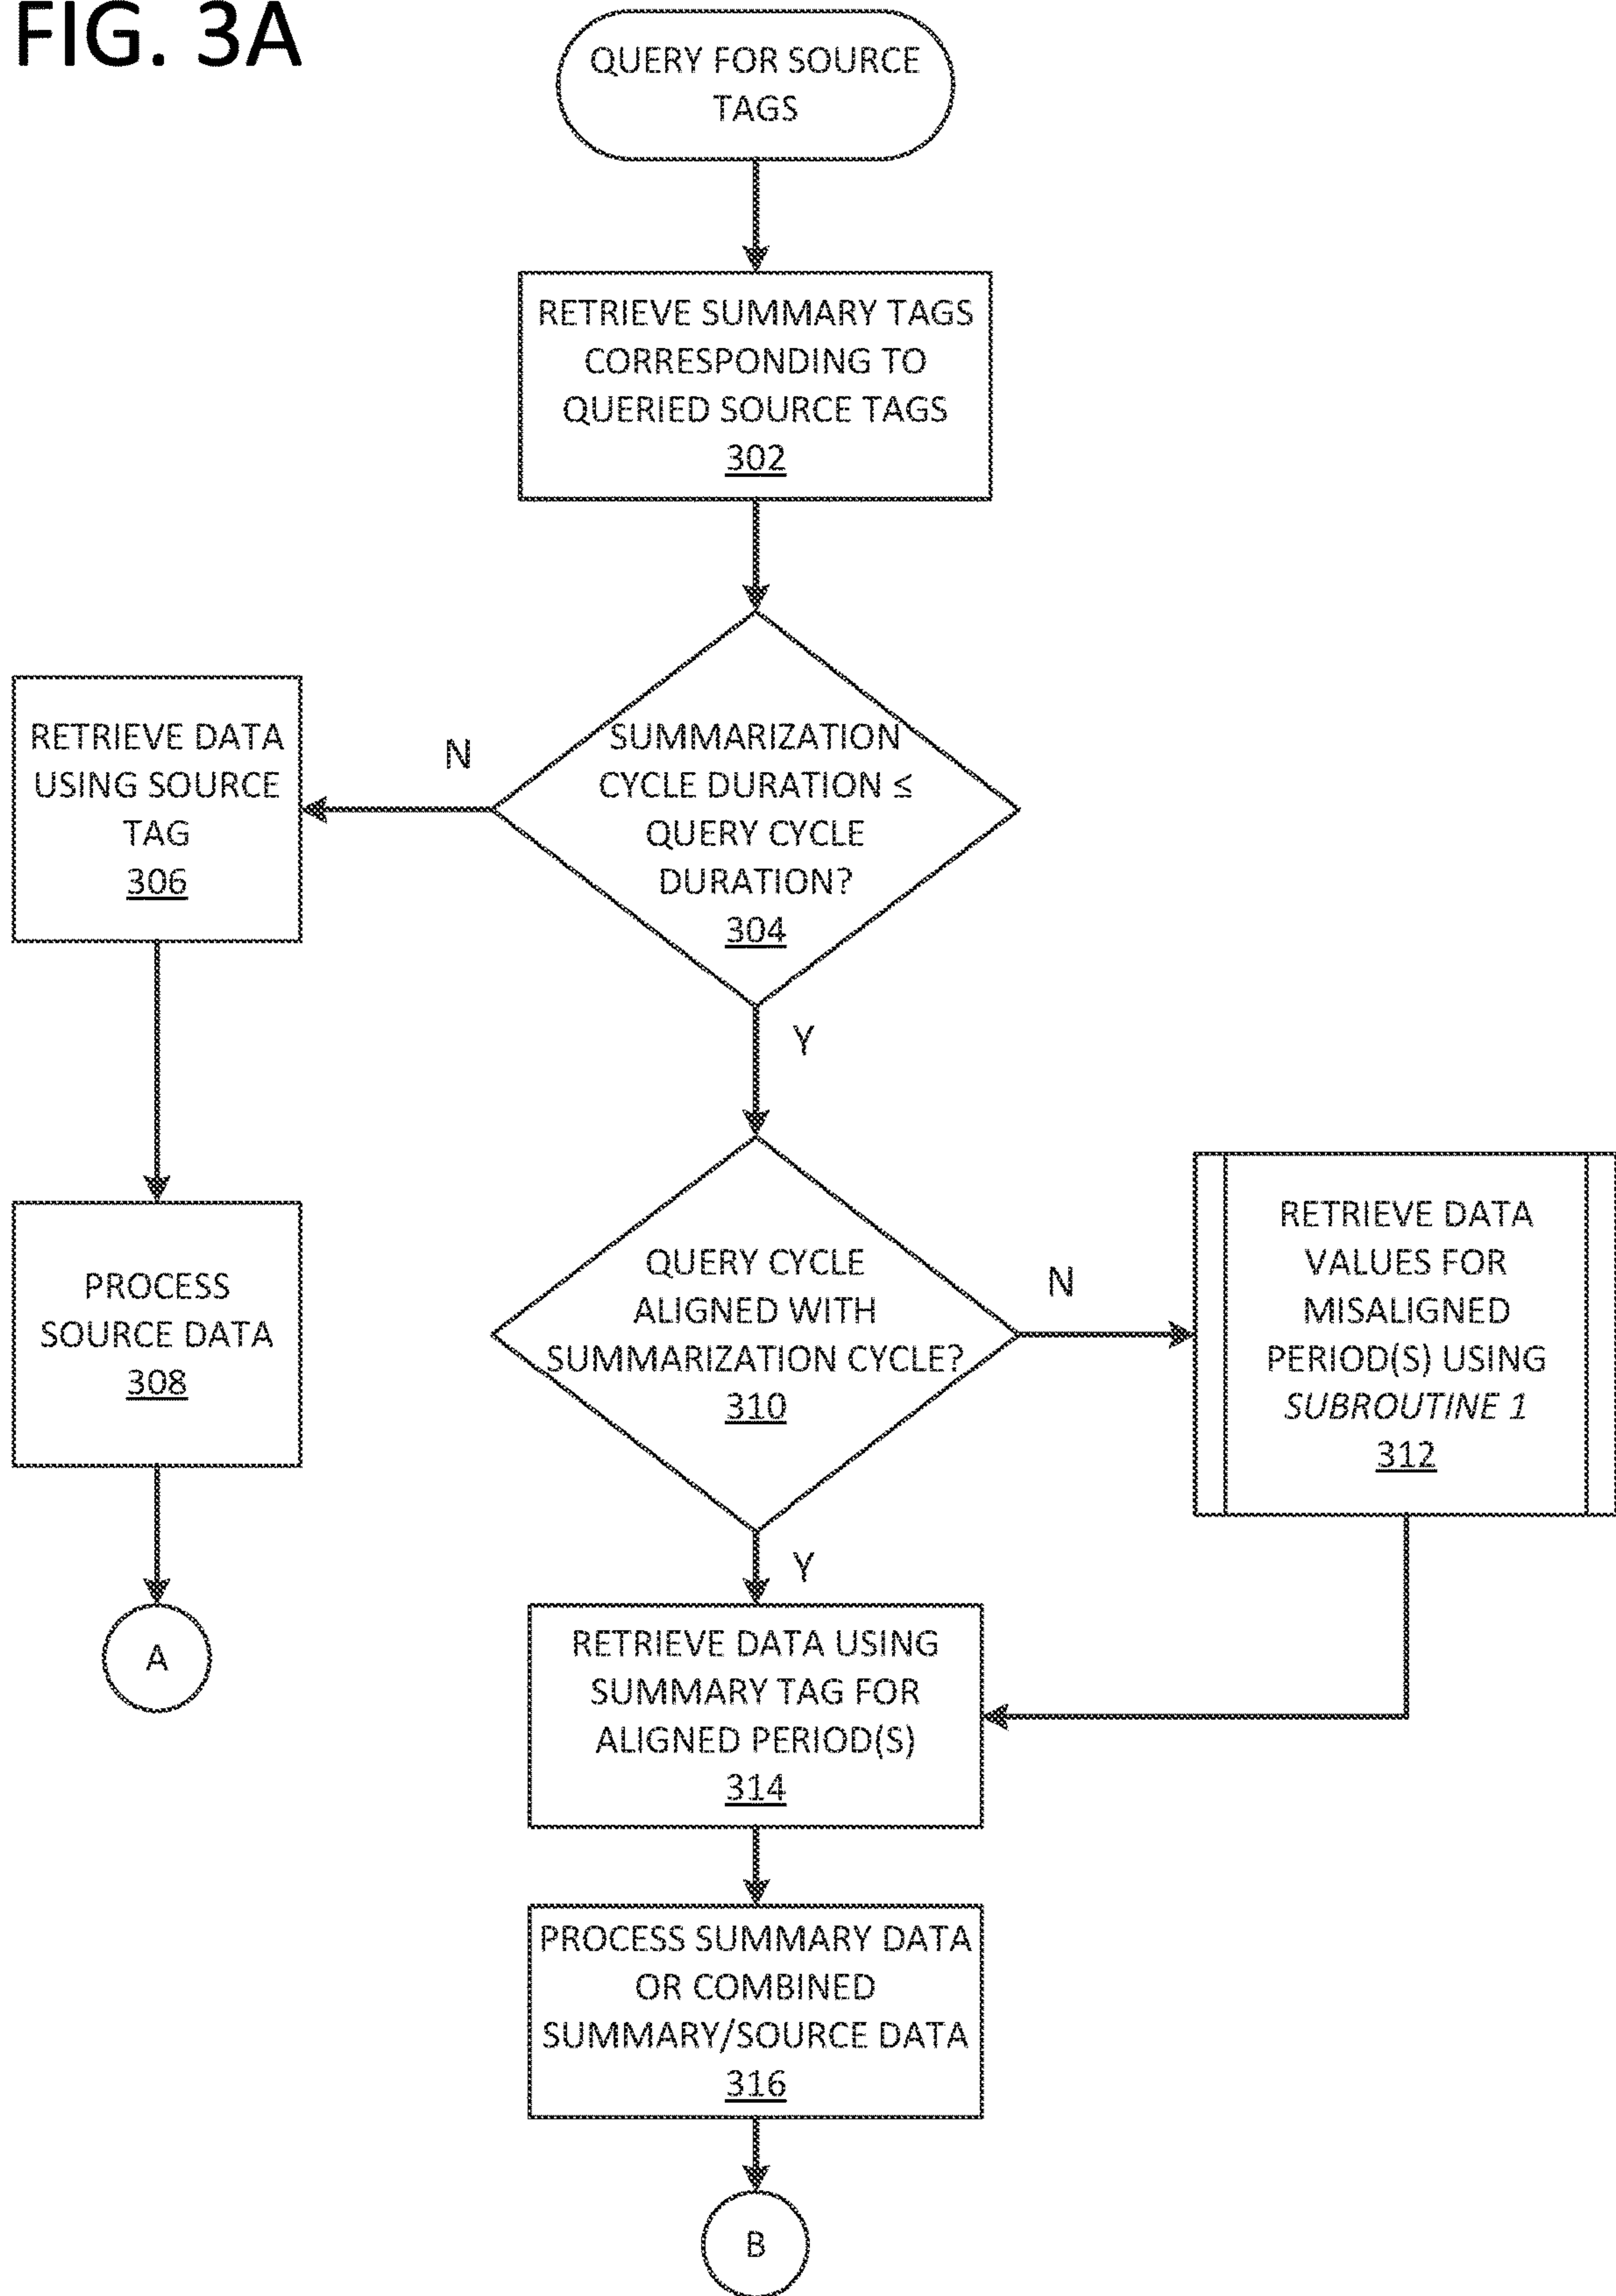 FIG. 3A
QUERY FOR SOURCE
TAGS
RETRIEVE SUMMARY TAGS
CORRESPONDING TO
QUERIED SOURCE TAGS
302
SUMMARIZATION
CYCLE DURATION ≤
QUERY CYCLE
DURATION?
304
N
Y
RETRIEVE DATA
USING SOURCE
TAG
306
PROCESS
SOURCE DATA
308
A
QUERY CYCLE
ALIGNED WITH
SUMMARIZATION CYCLE?
310
N
Y
RETRIEVE DATA
VALUES FOR
MISALIGNED
PERIOD(S) USING
SUBROUTINE 1
312
RETRIEVE DATA USING
SUMMARY TAG FOR
ALIGNED PERIOD(S)
314
PROCESS SUMMARY DATA
OR COMBINED
SUMMARY/SOURCE DATA
316
B